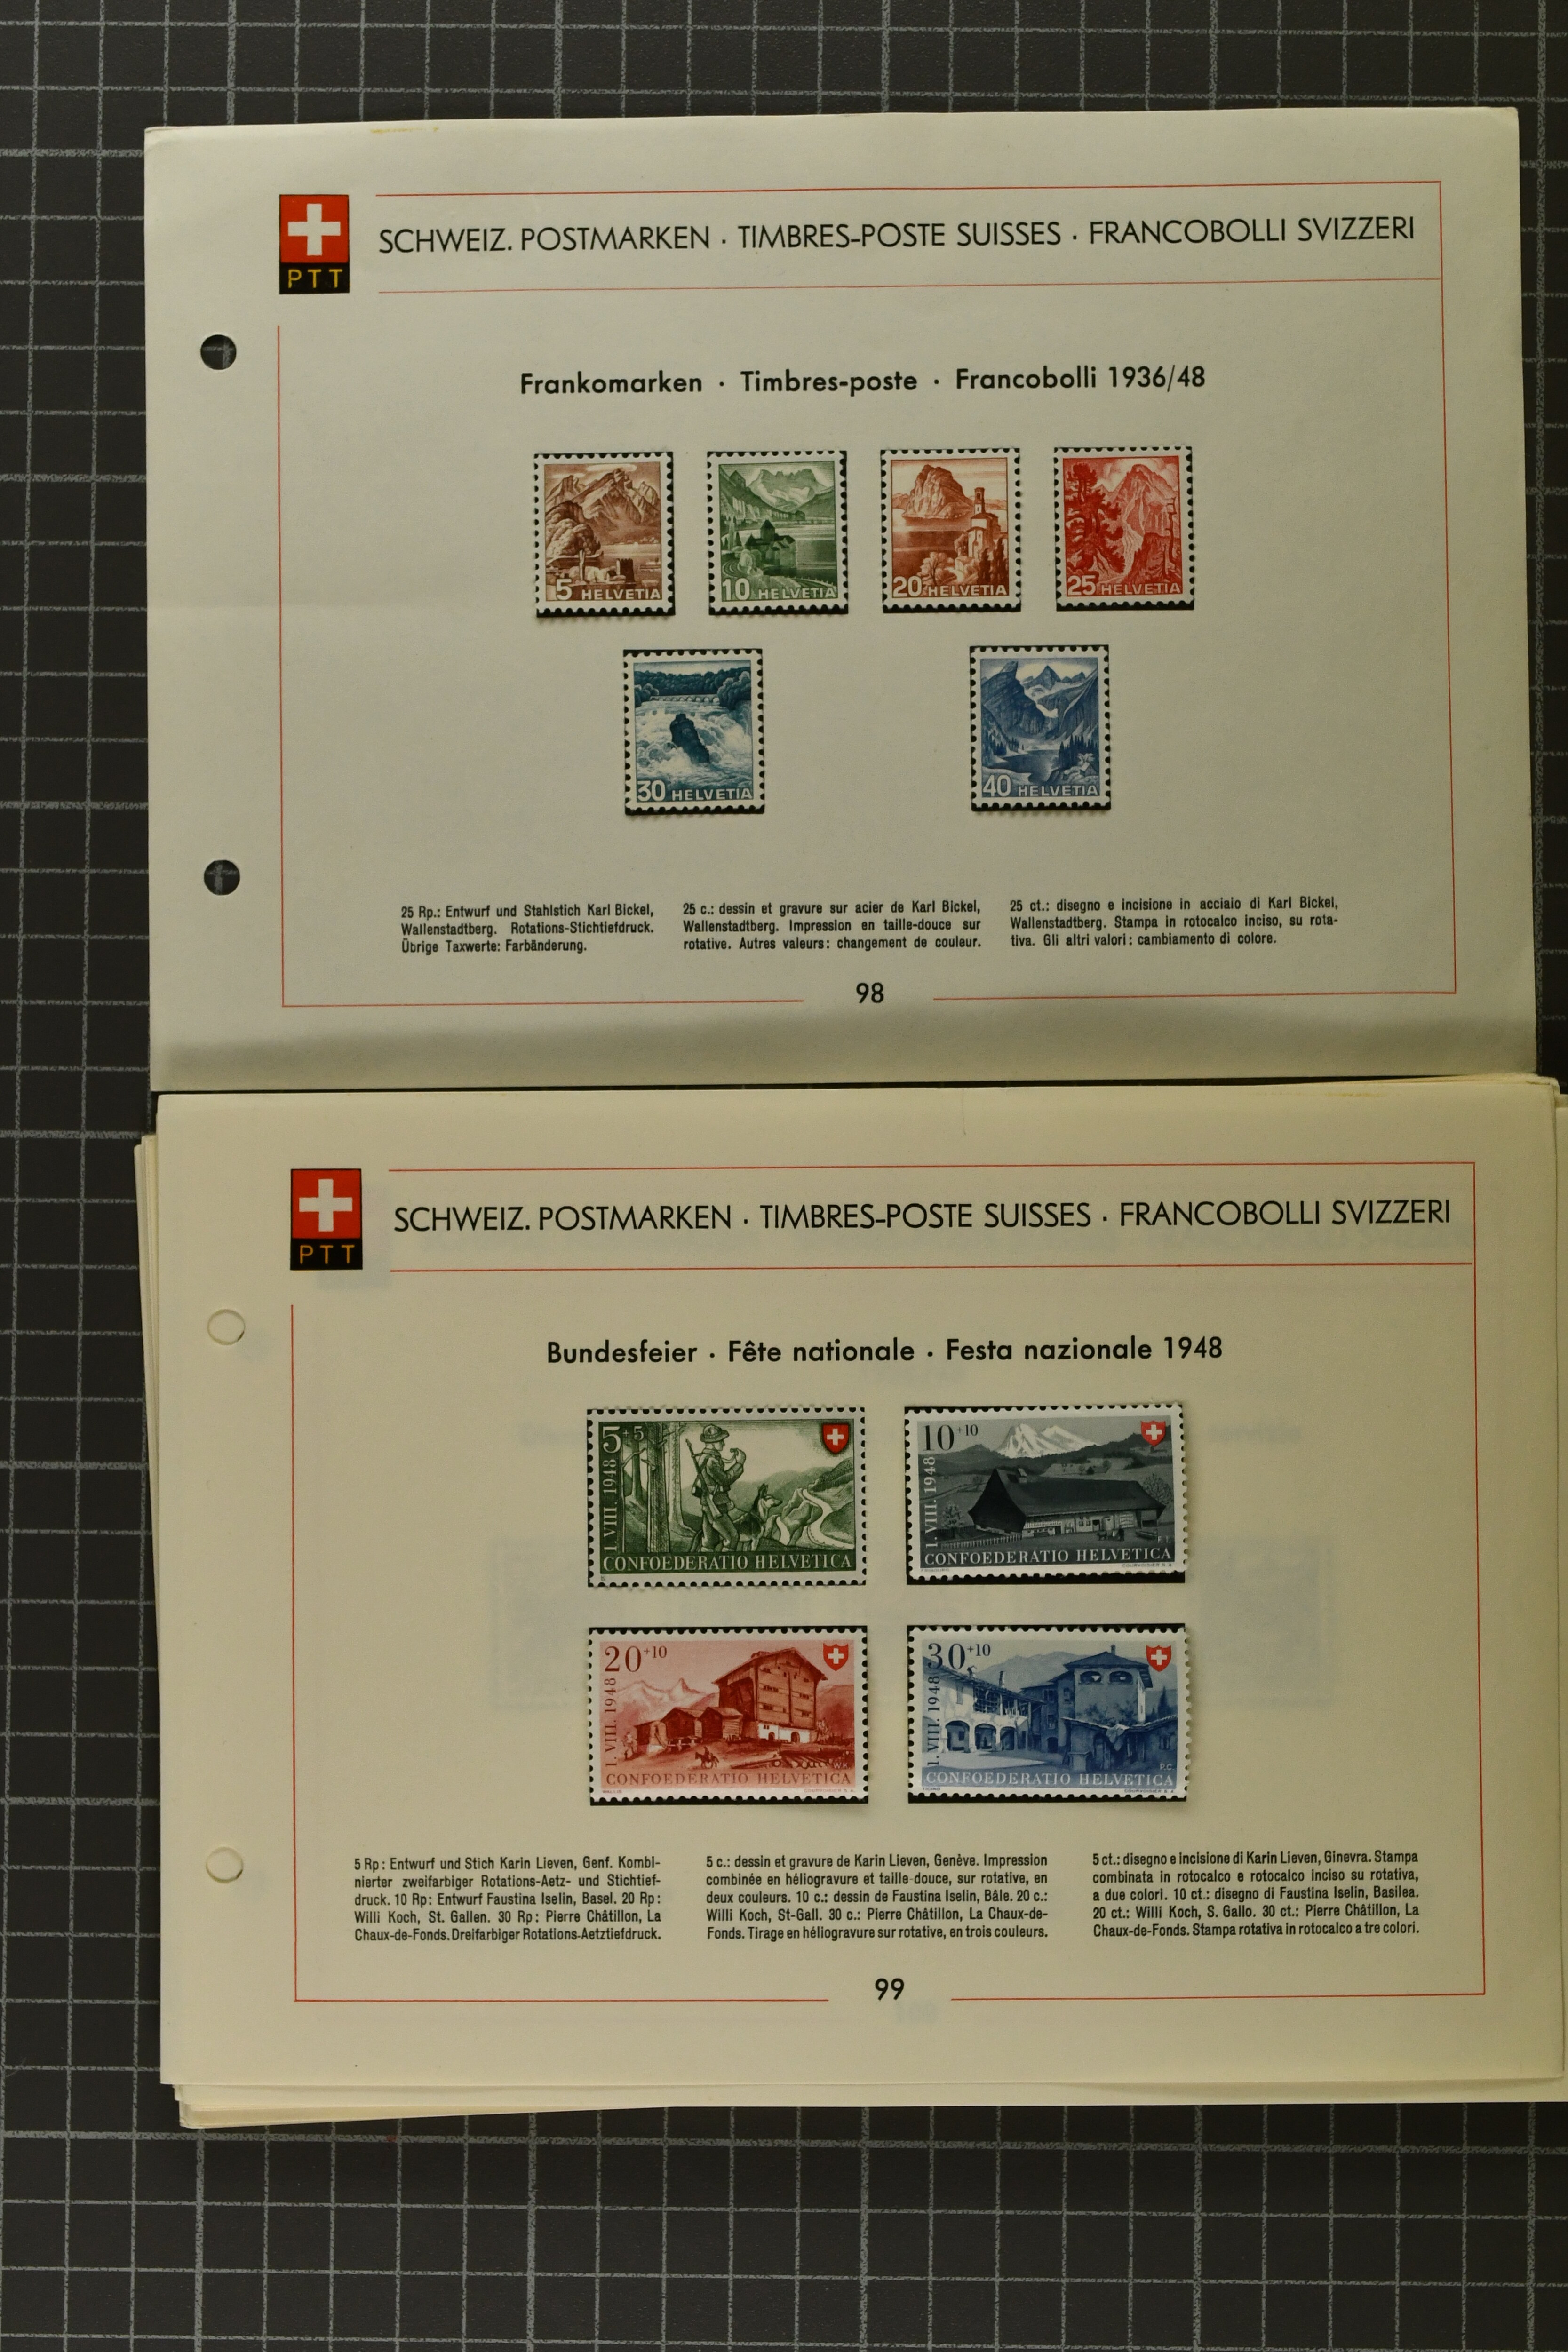 PTT
SCHWEIZ. POSTMARKEN · TIMBRES-POSTE SUISSES · FRANCOBOLLI SVIZZERI
Frankomarken · Timbres-poste · Francobolli 1936/48
5 HELVETIA
10 HELVETIA
20 HELVETIA
25 HELVETIA
30 HELVETIA
40 HELVETIA
25 Rp.: Entwurf und Stahlstich Karl Bickel,
Wallenstadtberg. Rotations-Stichtiefdruck.
Übrige Taxwerte: Farbänderung.
25 c.: dessin et gravure sur acier de Karl Bickel,
Wallenstadtberg. Impression en taille-douce sur
rotative. Autres valeurs: changement de couleur.
25 ct.: disegno e incisione in acciaio di Karl Bickel,
Wallenstadtberg. Stampa in rotocalco inciso, su rota-
tiva. Gli altri valori: cambiamento di colore.
98
PTT
SCHWEIZ. POSTMARKEN · TIMBRES-POSTE SUISSES · FRANCOBOLLI SVIZZERI
Bundesfeier · Fête nationale · Festa nazionale 1948
5+5
1. VIII. 1948
CONFOEDERATIO HELVETICA
10+10
1. VIII. 1948
F.I.
CONFOEDERATIO HELVETICA
COURVOISIER S.A.
20+10
1. VIII. 1948
W.K.
CONFOEDERATIO HELVETICA
COURVOISIER S.A.
30+10
1. VIII. 1948
P.C.
CONFOEDERATIO HELVETICA
COURVOISIER S.A.
5 Rp: Entwurf und Stich Karin Lieven, Genf. Kombi-
nierter zweifarbiger Rotations-Aetz- und Stichtief-
druck. 10 Rp: Entwurf Faustina Iselin, Basel. 20 Rp:
Willi Koch, St. Gallen. 30 Rp: Pierre Châtillon, La
Chaux-de-Fonds. Dreifarbiger Rotations-Aetztiefdruck.
5 c.: dessin et gravure de Karin Lieven, Genève. Impression
combinée en héliogravure et taille-douce, sur rotative, en
deux couleurs. 10 c.: dessin de Faustina Iselin, Bâle. 20 c.:
Willi Koch, St-Gall. 30 c.: Pierre Châtillon, La Chaux-de-
Fonds. Tirage en héliogravure sur rotative, en trois couleurs.
5 ct.: disegno e incisione di Karin Lieven, Ginevra. Stampa
combinata in rotocalco e rotocalco inciso su rotativa,
a due colori. 10 ct.: disegno di Faustina Iselin, Basilea.
20 ct.: Willi Koch, S. Gallo. 30 ct.: Pierre Châtillon, La
Chaux-de-Fonds. Stampa rotativa in rotocalco a tre colori.
99